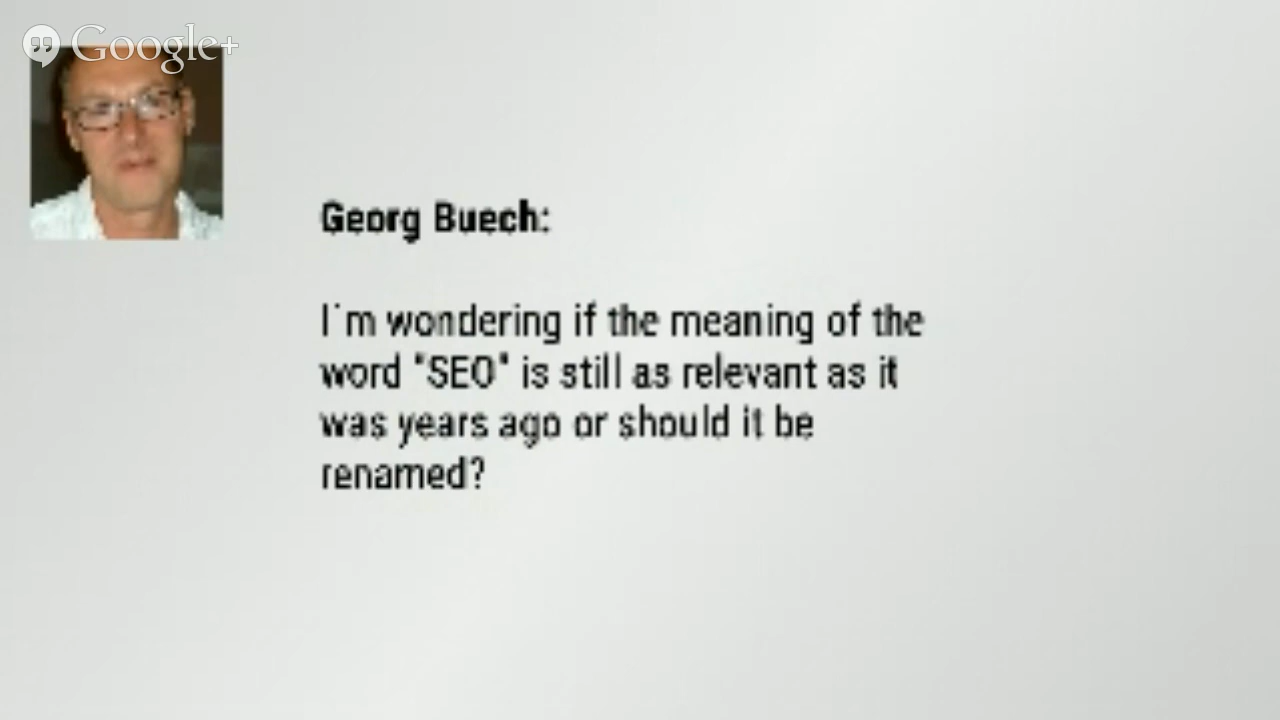 Google+
Georg Buech:
I´m wondering if the meaning of the
word "SEO" is still as relevant as it
was years ago or should it be
renamed?